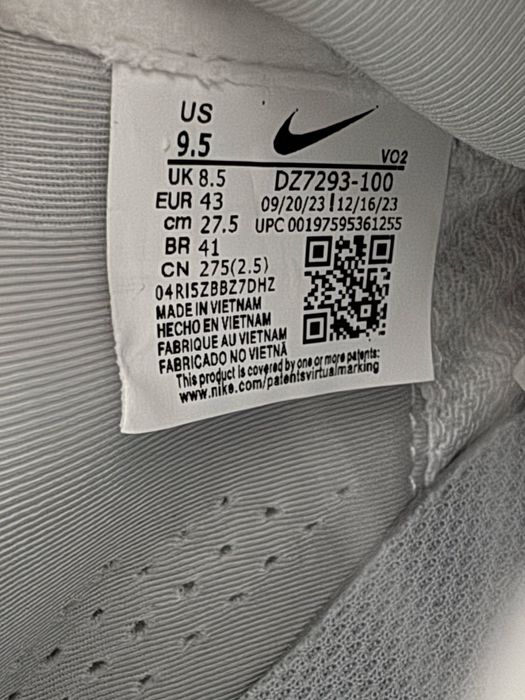 US
9.5
VO2
UK 8.5
DZ7293-100
EUR 43
09/20/23 | 12/16/23
cm 27.5
UPC 00197595361255
BR 41
CN 275(2.5)
04RI5ZBBZ7DHZ
MADE IN VIETNAM
HECHO EN VIETNAM
FABRIQUE AU VIETNAM
FABRICADO NO VIETNÃ
This product is covered by one or more patents:
www.nike.com/patentsvirtualmarking